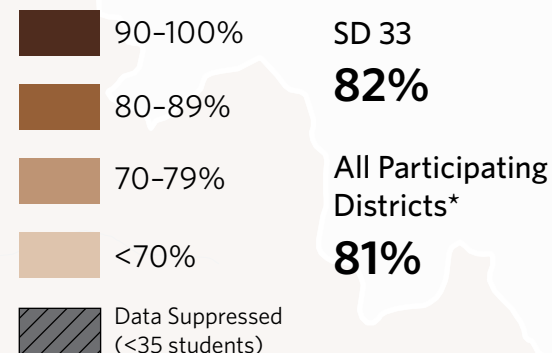 90–100%
80–89%
70–79%
<70%
Data Suppressed
(<35 students)
SD 33
82%
All Participating
Districts*
81%